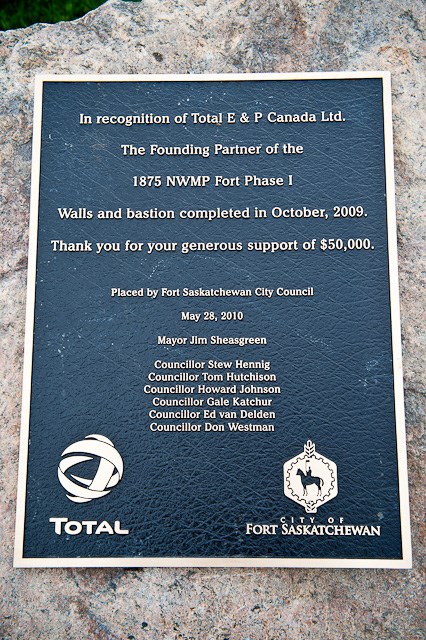 In recognition of Total E & P Canada Ltd.
The Founding Partner of the
1875 NWMP Fort Phase I
Walls and bastion completed in October, 2009.
Thank you for your generous support of $50,000.
Placed by Fort Saskatchewan City Council
May 28, 2010
Mayor Jim Sheasgreen
Councillor Stew Hennig
Councillor Tom Hutchison
Councillor Howard Johnson
Councillor Gale Katchur
Councillor Ed van Delden
Councillor Don Westman
TOTAL
CITY OF
FORT SASKATCHEWAN